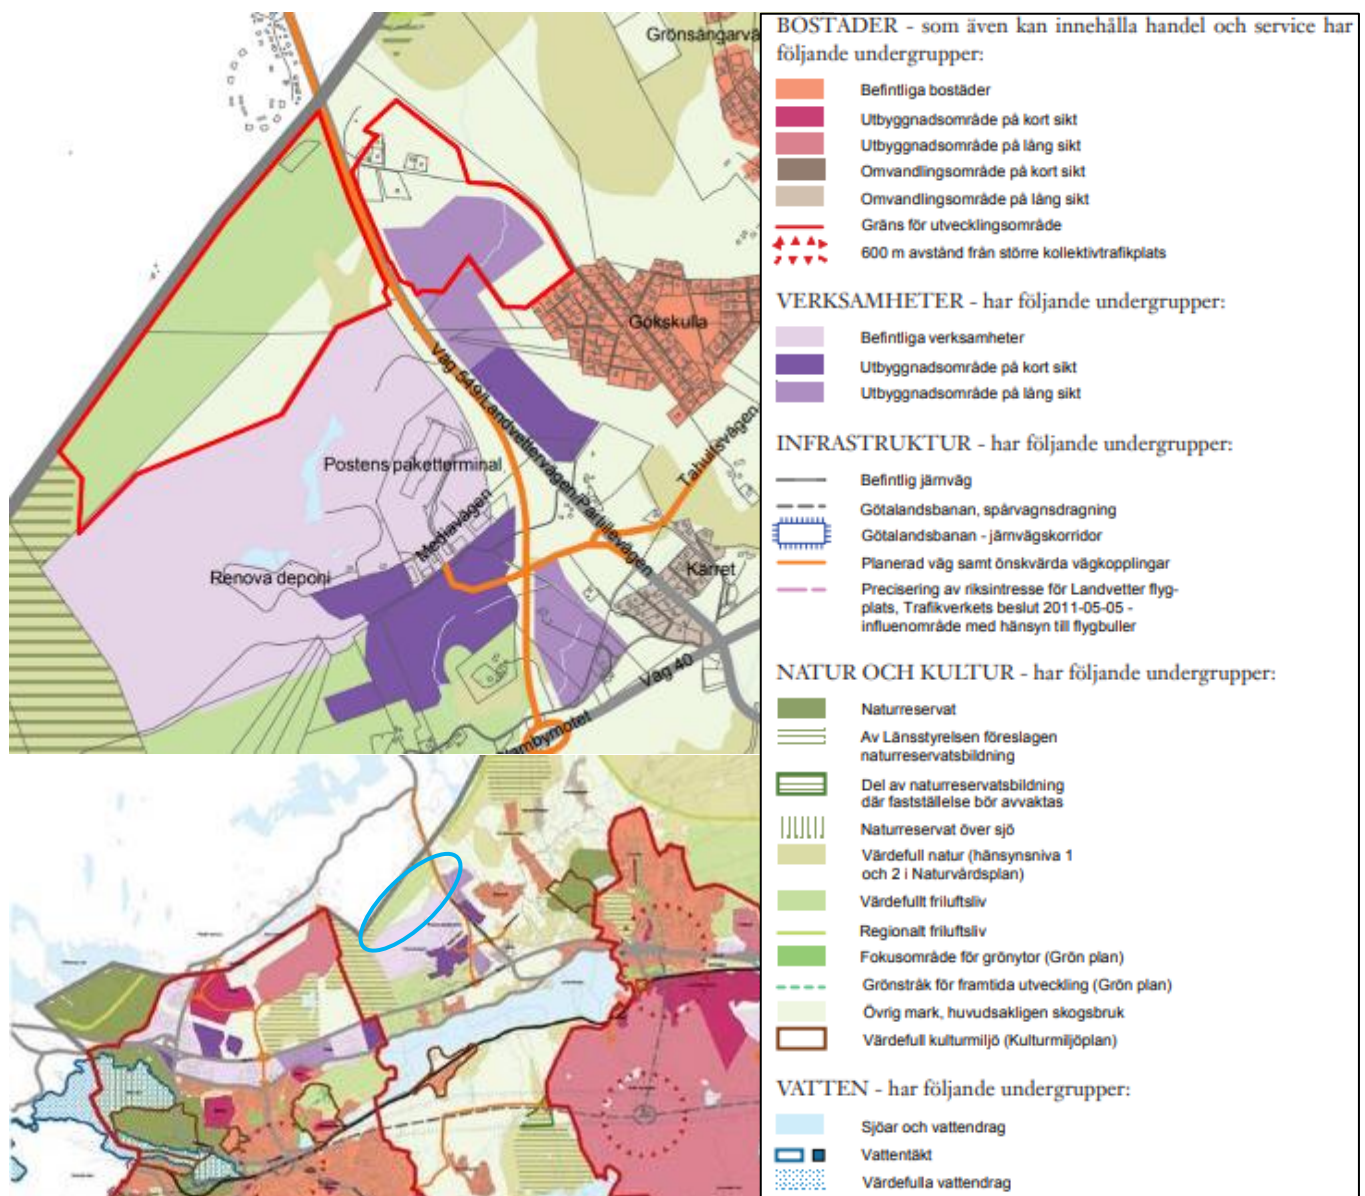 Grönsångarvä
Gökskulla
Väg 549/Landvettervägen/Partillevägen
Postens paketterminal
Tahultsvägen
Mediavägen
Renova deponi
Kärret
Väg 40
ambymotet
BOSTÄDER - som även kan innehålla handel och service har
följande undergrupper:
Befintliga bostäder
Utbyggnadsområde på kort sikt
Utbyggnadsområde på lång sikt
Omvandlingsområde på kort sikt
Omvandlingsområde på lång sikt
Gräns för utvecklingsområde
600 m avstånd från större kollektivtrafikplats
VERKSAMHETER - har följande undergrupper:
Befintliga verksamheter
Utbyggnadsområde på kort sikt
Utbyggnadsområde på lång sikt
INFRASTRUKTUR - har följande undergrupper:
Befintlig järnväg
Götalandsbanan, spårvagnsdragning
Götalandsbanan - järnvägskorridor
Planerad väg samt önskvärda vägkopplingar
Precisering av riksintresse för Landvetter flyg-
plats, Trafikverkets beslut 2011-05-05 -
influenområde med hänsyn till flygbuller
NATUR OCH KULTUR - har följande undergrupper:
Naturreservat
Av Länsstyrelsen föreslagen
naturreservatsbildning
Del av naturreservatsbildning
där fastställelse bör avvaktas
Naturreservat över sjö
Värdefull natur (hänsynsniva 1
och 2 i Naturvårdsplan)
Värdefullt friluftsliv
Regionalt friluftsliv
Fokusområde för grönytor (Grön plan)
Grönstråk för framtida utveckling (Grön plan)
Övrig mark, huvudsakligen skogsbruk
Värdefull kulturmiljö (Kulturmiljöplan)
VATTEN - har följande undergrupper:
Sjöar och vattendrag
Vattentäkt
Värdefulla vattendrag